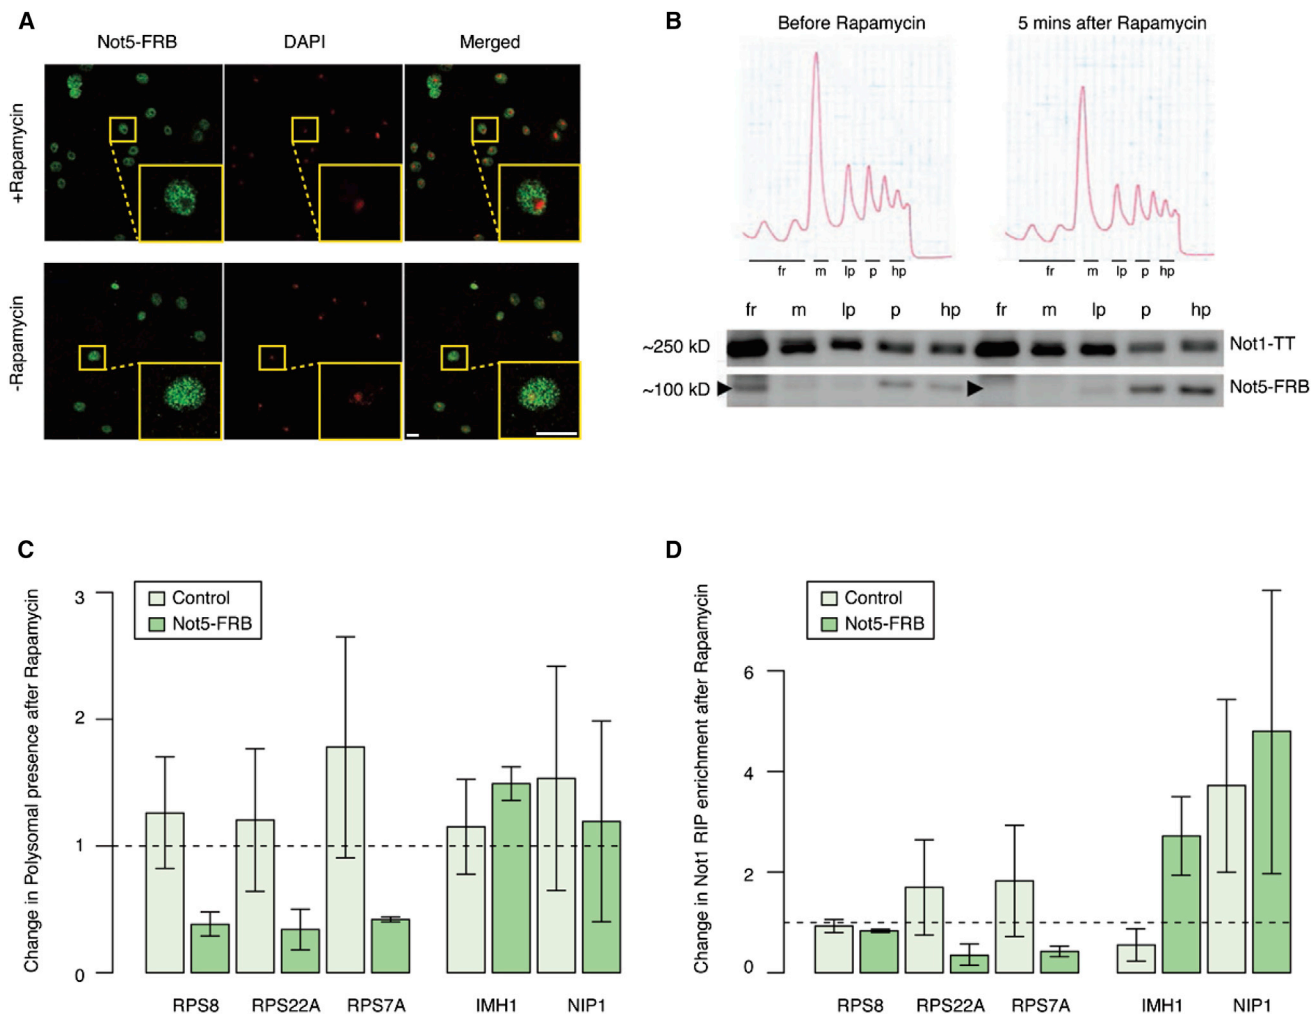 A
Not5-FRB DAPI Merged
+Rapamycin
-Rapamycin
B
Before Rapamycin 5 mins after Rapamycin
fr m lp p hp fr m lp p hp
fr m lp p hp fr m lp p hp
~250 kD Not1-TT
~100 kD Not5-FRB
C
Change in Polysomal presence after Rapamycin
Control
Not5-FRB
3
2
1
0
RPS8 RPS22A RPS7A IMH1 NIP1
D
Change in Not1 RIP enrichment after Rapamycin
Control
Not5-FRB
6
4
2
0
RPS8 RPS22A RPS7A IMH1 NIP1